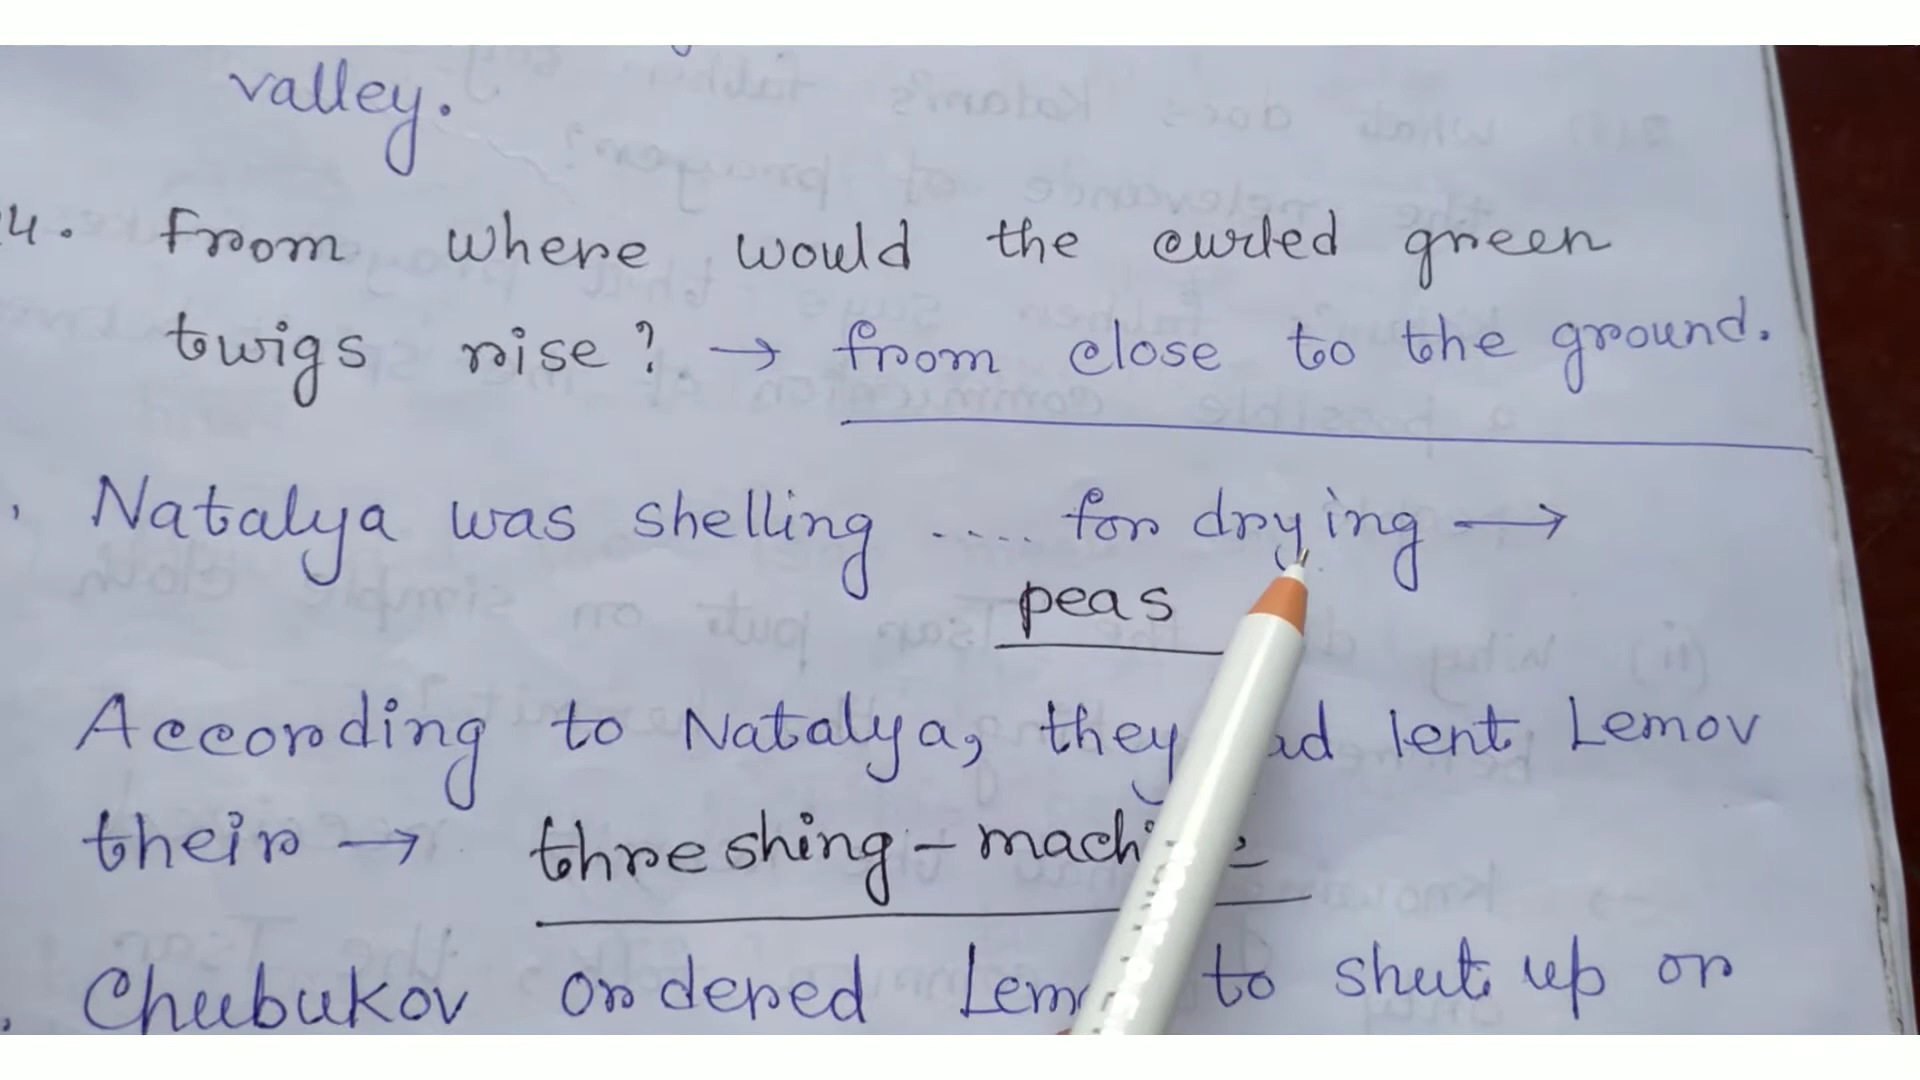 valley.
4. From where would the curled green
twigs rise? → from close to the ground.
Natalya was shelling .... for drying →
peas
According to Natalya, they lent Lemov
their → threshing-machine
Chubukov ordered to shut up or